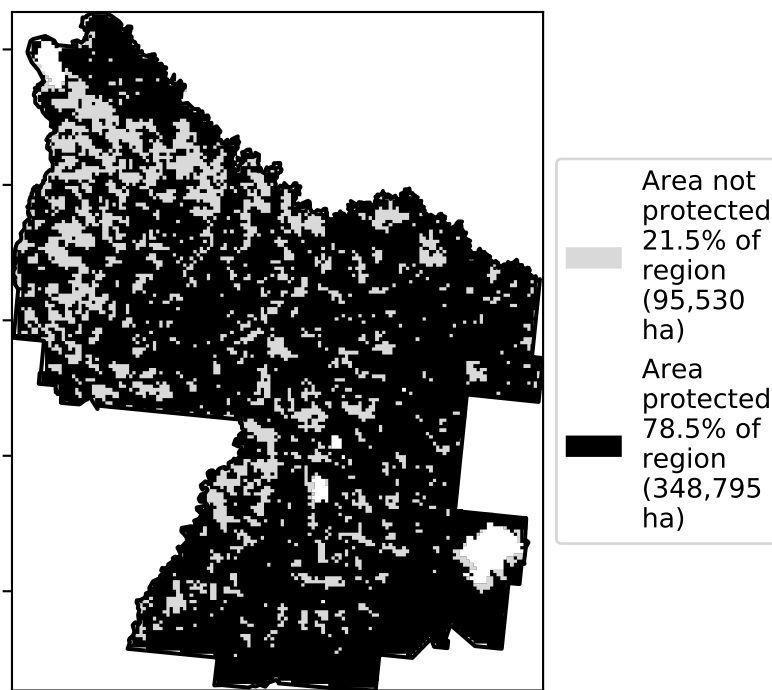 Area not
protected
21.5% of
region
(95,530
ha)
Area
protected
78.5% of
region
(348,795
ha)